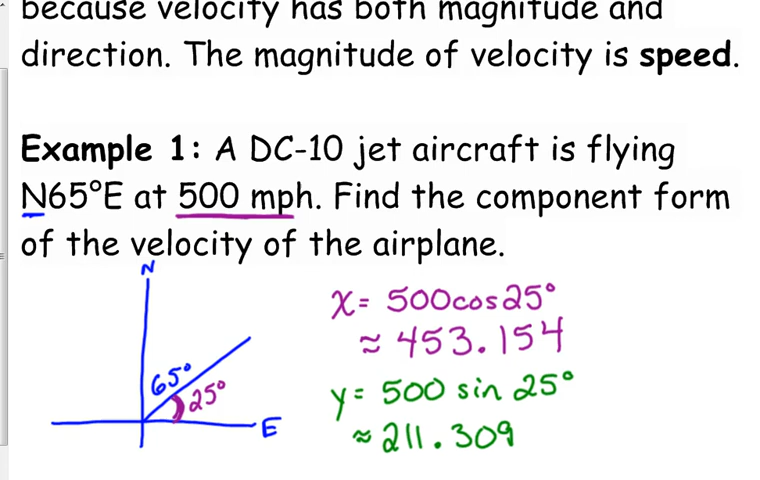 because velocity has both magnitude and
direction. The magnitude of velocity is speed.
Example 1: A DC-10 jet aircraft is flying
N65°E at 500 mph. Find the component form
of the velocity of the airplane.
N
65°
25°
E
x = 500cos25°
≈ 453.154
y = 500 sin 25°
≈ 211.309